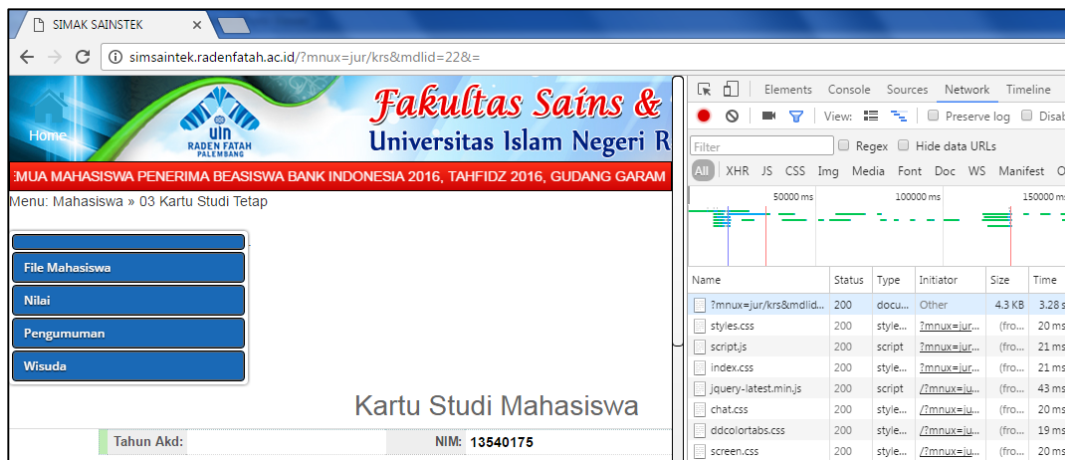 SIMAK SAINSTEK
simsaintek.radenfatah.ac.id/?mnux=jur/krs&mdlid=22&=
Home
uin
RADEN FATAH
PALEMBANG
Fakultas Sains &
Universitas Islam Negeri R
:MUA MAHASISWA PENERIMA BEASISWA BANK INDONESIA 2016, TAHFIDZ 2016, GUDANG GARAM
Menu: Mahasiswa » 03 Kartu Studi Tetap
File Mahasiswa
Nilai
Pengumuman
Wisuda
Kartu Studi Mahasiswa
Tahun Akd: NIM: 13540175
Elements Console Sources Network Timeline
View: Preserve log Disab
Filter Regex Hide data URLs
All XHR JS CSS Img Media Font Doc WS Manifest O
50000 ms 100000 ms 150000 ms
Name Status Type Initiator Size Time
?mnux=jur/krs&mdlid... 200 docu... Other 4.3 KB 3.28 s
styles.css 200 style... ?mnux=jur... (fro... 20 ms
script.js 200 script ?mnux=jur... (fro... 21 ms
index.css 200 style... ?mnux=jur... (fro... 21 ms
jquery-latest.min.js 200 script /?mnux=ju... (fro... 43 ms
chat.css 200 style... /?mnux=ju... (fro... 20 ms
ddcolortabs.css 200 style... /?mnux=ju... (fro... 19 ms
screen.css 200 style... /?mnux=ju... (fro... 20 ms